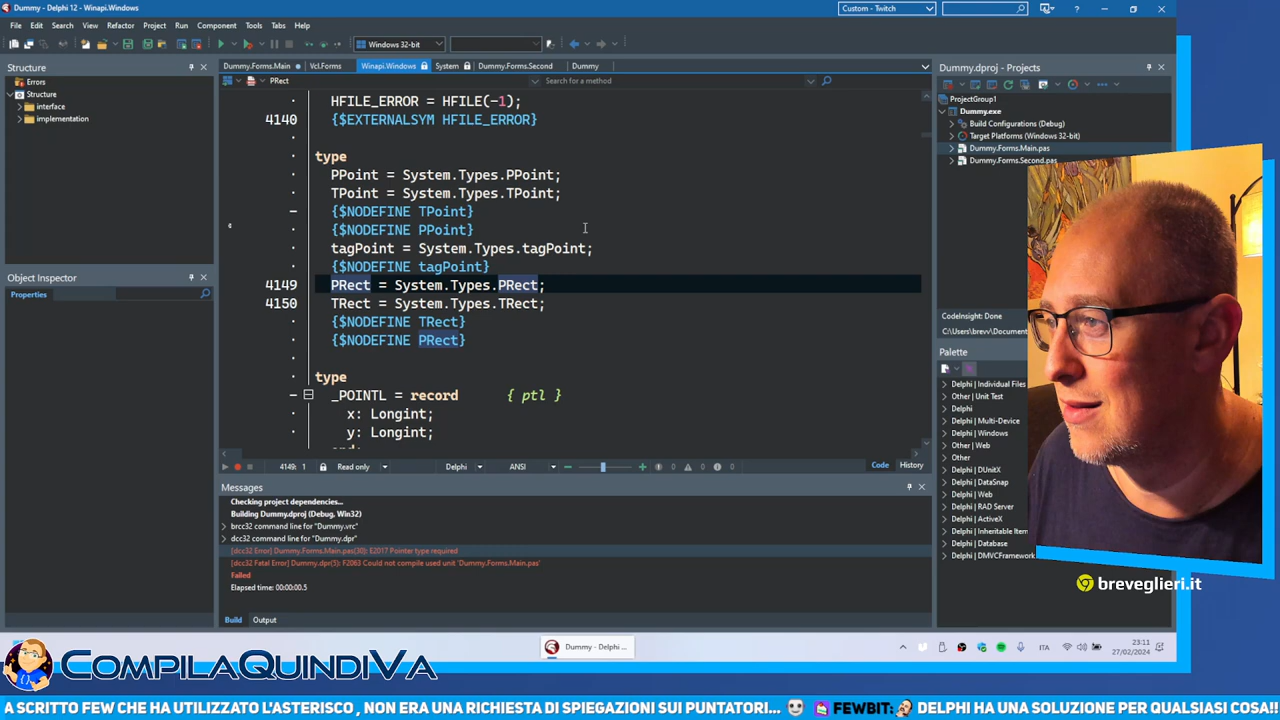 Dummy - Delphi 12 - Winapi.Windows
Custom - Twitch
File Edit Search View Refactor Project Run Component Tools Tabs Help
Windows 32-bit
Structure
Errors
Structure
interface
implementation
Object Inspector
Properties
Dummy.Forms.Main
Vcl.Forms
Winapi.Windows
System
Dummy.Forms.Second
Dummy
PRect
Search for a method
HFILE_ERROR = HFILE(-1);
4140 {$EXTERNALSYM HFILE_ERROR}
type
PPoint = System.Types.PPoint;
TPoint = System.Types.TPoint;
{$NODEFINE TPoint}
{$NODEFINE PPoint}
tagPoint = System.Types.tagPoint;
{$NODEFINE tagPoint}
4149 PRect = System.Types.PRect;
4150 TRect = System.Types.TRect;
{$NODEFINE TRect}
{$NODEFINE PRect}
type
_POINTL = record { ptl }
x: Longint;
y: Longint;
4149: 1
Read only
Delphi
ANSI
0 0 0
Code
History
Messages
Checking project dependencies...
Building Dummy.dproj (Debug, Win32)
brcc32 command line for "Dummy.vrc"
dcc32 command line for "Dummy.dpr"
[dcc32 Error] Dummy.Forms.Main.pas(30): E2017 Pointer type required
[dcc32 Fatal Error] Dummy.dpr(5): F2063 Could not compile used unit 'Dummy.Forms.Main.pas'
Failed
Elapsed time: 00:00:00.5
Build
Output
Dummy.dproj - Projects
ProjectGroup1
Dummy.exe
Build Configurations (Debug)
Target Platforms (Windows 32-bit)
Dummy.Forms.Main.pas
Dummy.Forms.Second.pas
CodeInsight: Done
C:\Users\brevv\Document
Palette
Delphi | Individual Files
Other | Unit Test
Delphi
Delphi | Multi-Device
Delphi | Windows
Other | Web
Other
Delphi | DUnitX
Delphi | DataSnap
Delphi | Web
Delphi | RAD Server
Delphi | ActiveX
Delphi | Inheritable Item
Delphi | Database
Delphi | DMVCFramework
breveglieri.it
Dummy - Delphi ...
ITA
23:11
27/02/2024
COMPILAQUINDIVA
A SCRITTO FEW CHE HA UTILIZZATO L'ASTERISCO , NON ERA UNA RICHIESTA DI SPIEGAZIONI SUI PUNTATORI... FEWBIT: DELPHI HA UNA SOLUZIONE PER QUALSIASI COSA!!